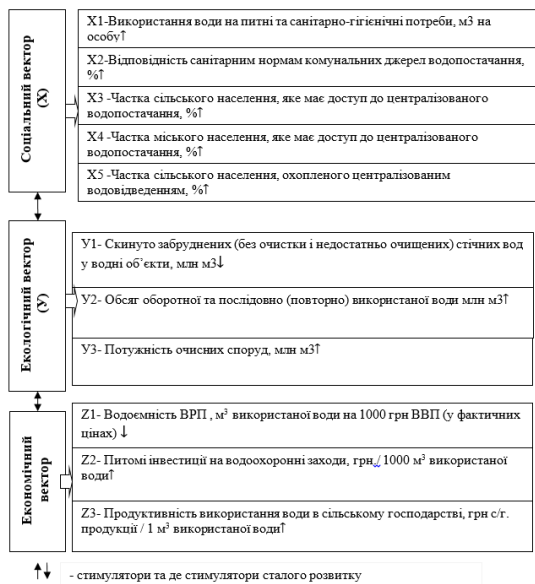 Соціальний вектор
(X)
X1-Використання води на питні та санітарно-гігієнічні потреби, м3 на
особу↑
X2-Відповідність санітарним нормам комунальних джерел водопостачання,
%↑
X3 -Частка сільського населення, яке має доступ до централізованого
водопостачання, %↑
X4 -Частка міського населення, яке має доступ до централізованого
водопостачання, %↑
X5 -Частка сільського населення, охопленого централізованим
водовідведенням, %↑
Екологічний вектор
(У)
У1- Скинуто забруднених (без очистки і недостатньо очищених) стічних вод
у водні об’єкти, млн м3↓
У2- Обсяг оборотної та послідовно (повторно) використаної води млн м3↑
У3- Потужність очисних споруд, млн м3↑
Економічний
вектор
Z1- Водоємність ВРП , м³ використаної води на 1000 грн ВВП (у фактичних
цінах) ↓
Z2- Питомі інвестиції на водоохоронні заходи, грн./ 1000 м³ використаної
води↑
Z3- Продуктивність використання води в сільському господарстві, грн с/г.
продукції / 1 м³ використаної води↑
↑↓ - стимулятори та де стимулятори сталого розвитку